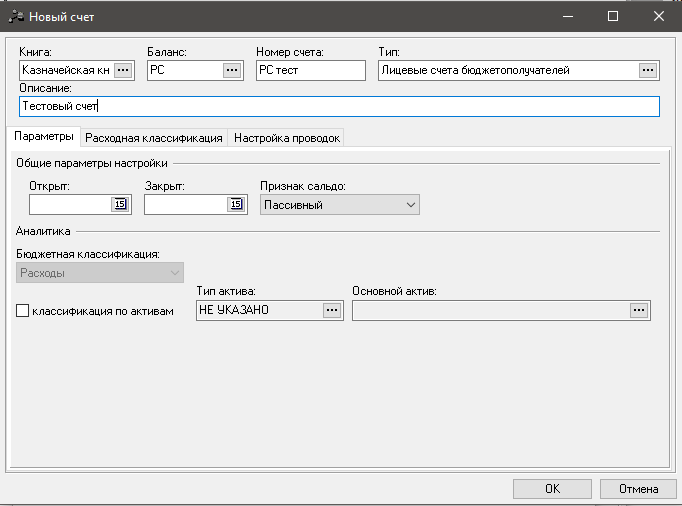 Новый счет
Книга: Баланс: Номер счета: Тип:
Казначейская кн ... РС ... РС тест Лицевые счета бюджетополучателей ...
Описание:
Тестовый счет
Параметры Расходная классификация Настройка проводок
Общие параметры настройки
Открыт: Закрыт: Признак сальдо:
15 15 Пассивный
Аналитика
Бюджетная классификация:
Расходы
Тип актива: Основной актив:
классификация по активам НЕ УКАЗАНО ... ...
OK Отмена